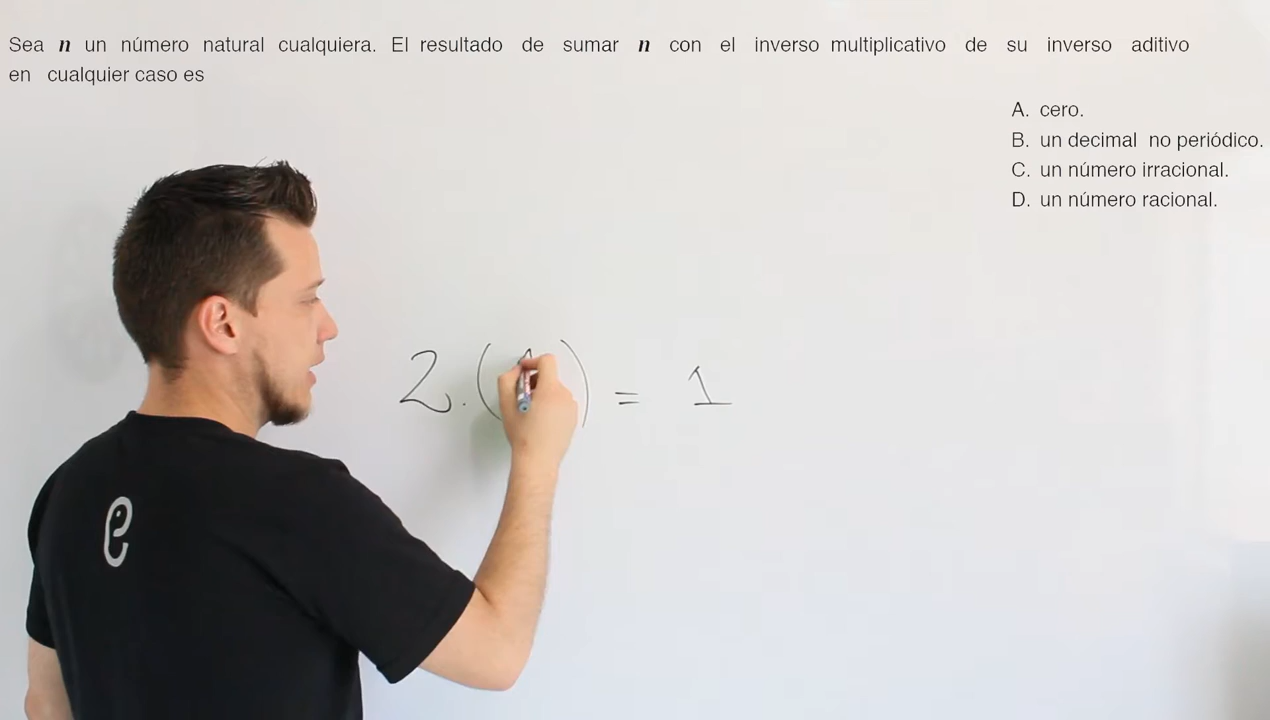 Sea n un número natural cualquiera. El resultado de sumar n con el inverso multiplicativo de su inverso aditivo
en cualquier caso es
A. cero.
B. un decimal no periódico.
C. un número irracional.
D. un número racional.
2.( ) = 1
e